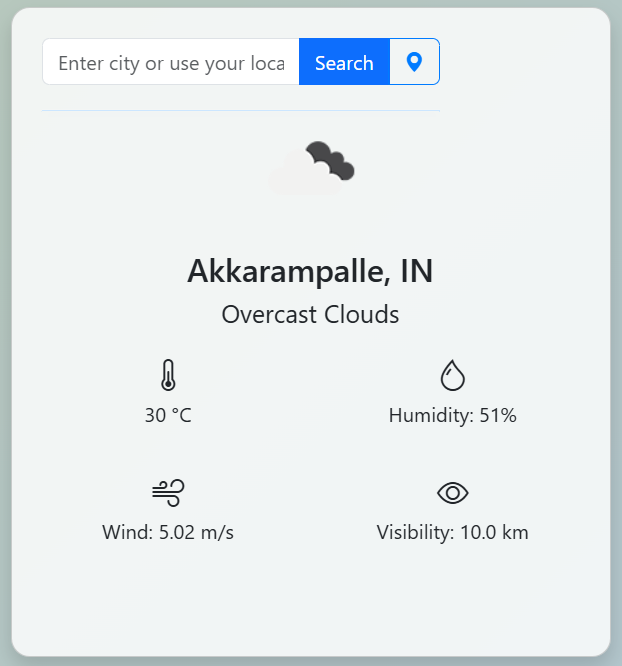 Enter city or use your loca
Search
Akkarampalle, IN
Overcast Clouds
30 °C
Humidity: 51%
Wind: 5.02 m/s
Visibility: 10.0 km